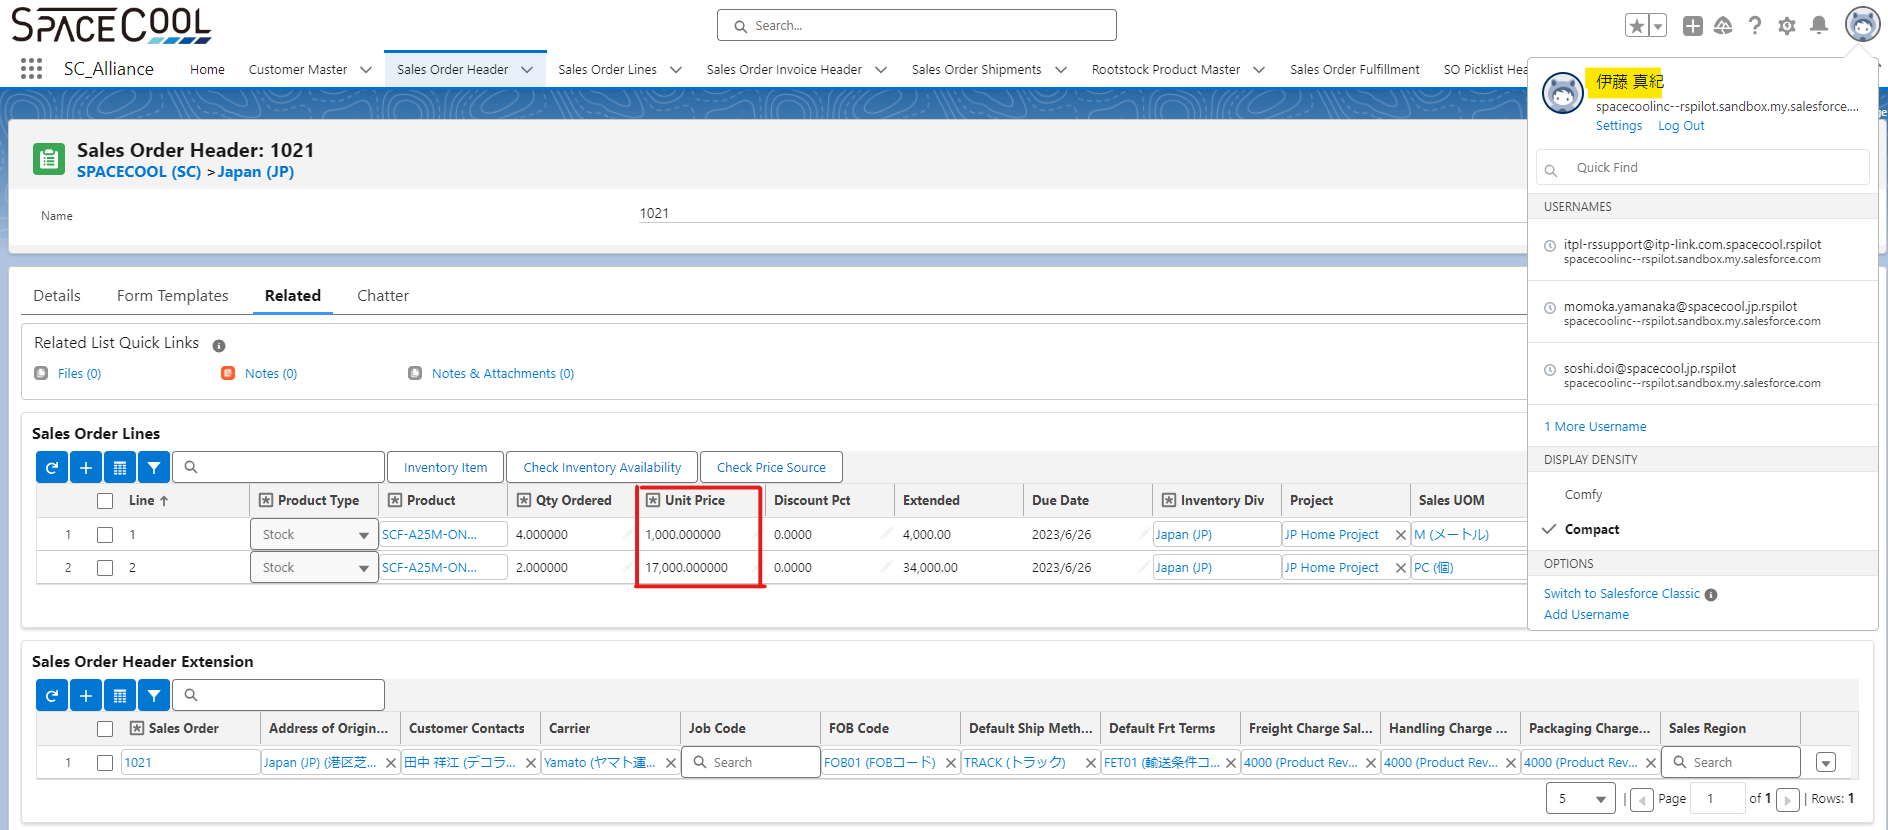 SPACECOOL
Search...
SC_Alliance Home Customer Master Sales Order Header Sales Order Lines Sales Order Invoice Header Sales Order Shipments Rootstock Product Master Sales Order Fulfillment SO Picklist Hea
伊藤 真紀
spacecoolinc--rspilot.sandbox.my.salesforce....
Settings Log Out
Quick Find
USERNAMES
itpl-rssupport@itp-link.com.spacecool.rspilot
spacecoolinc--rspilot.sandbox.my.salesforce.com
momoka.yamanaka@spacecool.jp.rspilot
spacecoolinc--rspilot.sandbox.my.salesforce.com
soshi.doi@spacecool.jp.rspilot
spacecoolinc--rspilot.sandbox.my.salesforce.com
1 More Username
DISPLAY DENSITY
Comfy
Compact
OPTIONS
Switch to Salesforce Classic
Add Username
Sales Order Header: 1021
SPACECOOL (SC) >Japan (JP)
Name 1021
Details Form Templates Related Chatter
Related List Quick Links
Files (0) Notes (0) Notes & Attachments (0)
Sales Order Lines
Inventory Item Check Inventory Availability Check Price Source
Line Product Type Product Qty Ordered Unit Price Discount Pct Extended Due Date Inventory Div Project Sales UOM
1 1 Stock SCF-A25M-ON... 4.000000 1,000.000000 0.0000 4,000.00 2023/6/26 Japan (JP) JP Home Project M (メートル)
2 2 Stock SCF-A25M-ON... 2.000000 17,000.000000 0.0000 34,000.00 2023/6/26 Japan (JP) JP Home Project PC (個)
Sales Order Header Extension
Sales Order Address of Origin... Customer Contacts Carrier Job Code FOB Code Default Ship Meth... Default Frt Terms Freight Charge Sal... Handling Charge ... Packaging Charge... Sales Region
1 1021 Japan (JP) (港区芝... 田中 祥江 (デコラ... Yamato (ヤマト運... Search FOB01 (FOBコード) TRACK (トラック) FET01 (輸送条件コ... 4000 (Product Rev... 4000 (Product Rev... 4000 (Product Rev... Search
5 | Page 1 of 1 | Rows: 1